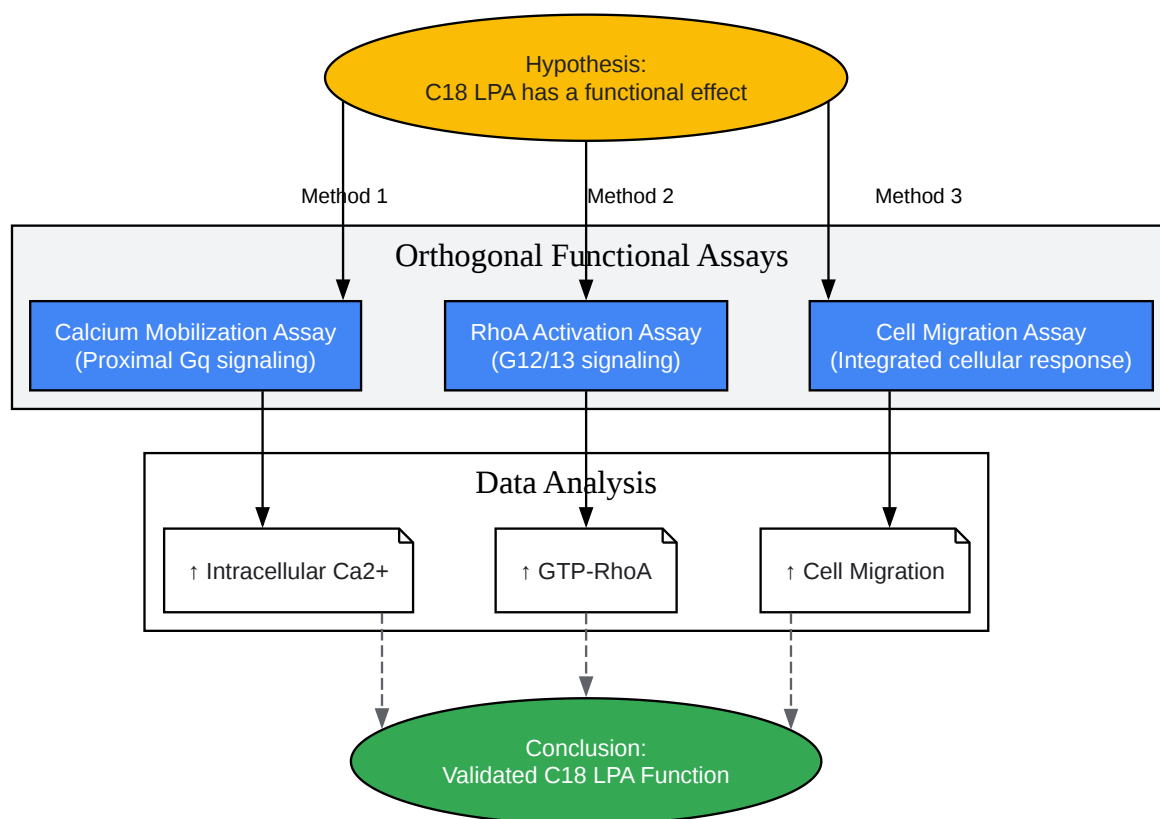 Hypothesis:
C18 LPA has a functional effect
Method 1
Method 2
Method 3
Orthogonal Functional Assays
Calcium Mobilization Assay
(Proximal Gq signaling)
RhoA Activation Assay
(G12/13 signaling)
Cell Migration Assay
(Integrated cellular response)
Data Analysis
↑ Intracellular Ca2+
↑ GTP-RhoA
↑ Cell Migration
Conclusion:
Validated C18 LPA Function